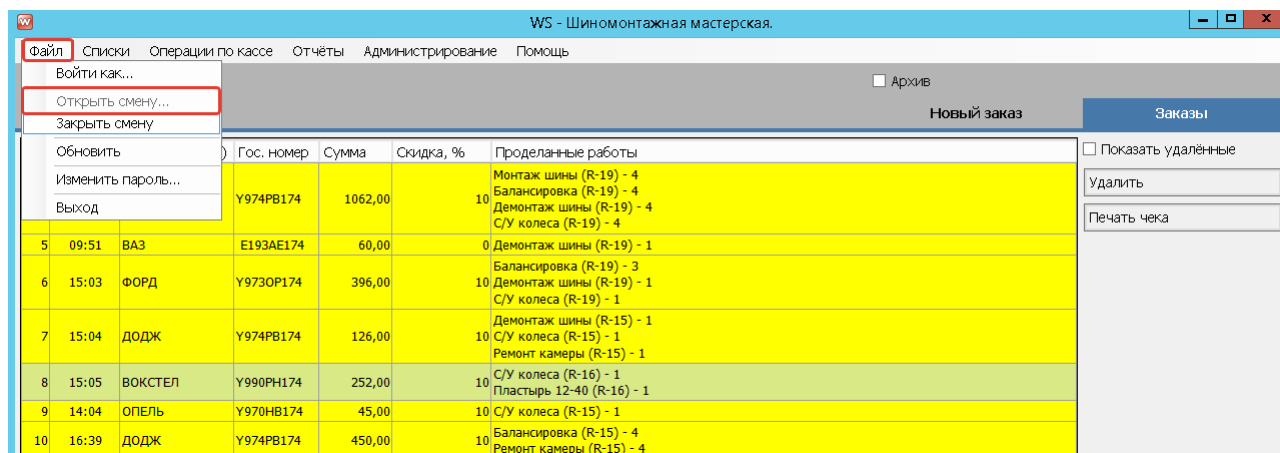 WS - Шиномонтажная мастерская.
Файл Списки Операции по кассе Отчёты Администрирование Помощь
Войти как...
Архив
Открыть смену...
Новый заказ Заказы
Закрыть смену
Обновить ) Гос. номер Сумма Скидка, % Проделанные работы Показать удалённые
Изменить пароль... Удалить
Выход Печать чека
Y974PB174 1062,00 10 Монтаж шины (R-19) - 4
Балансировка (R-19) - 4
Демонтаж шины (R-19) - 4
С/У колеса (R-19) - 4
5 09:51 ВАЗ E193AE174 60,00 0 Демонтаж шины (R-19) - 1
6 15:03 ФОРД Y973OP174 396,00 10 Балансировка (R-19) - 3
Демонтаж шины (R-19) - 1
С/У колеса (R-19) - 1
7 15:04 ДОДЖ Y974PB174 126,00 10 Демонтаж шины (R-15) - 1
С/У колеса (R-15) - 1
Ремонт камеры (R-15) - 1
8 15:05 ВОКСТЕЛ Y990PH174 252,00 10 С/У колеса (R-16) - 1
Пластырь 12-40 (R-16) - 1
9 14:04 ОПЕЛЬ Y970HB174 45,00 10 С/У колеса (R-15) - 1
10 16:39 ДОДЖ Y974PB174 450,00 10 Балансировка (R-15) - 4
Ремонт камеры (R-15) - 4